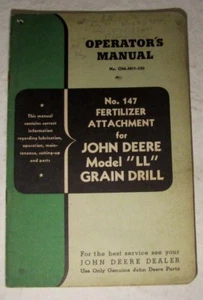 OPERATOR'S
MANUAL
No. 147
FERTILIZER
ATTACHMENT
for
JOHN DEERE
Model "LL"
GRAIN DRILL
This manual
contains correct
information
regarding lubrication,
operation, main-
tenance, setting-up
and parts
For the best service see your
JOHN DEERE DEALER
Use Only Genuine John Deere Parts